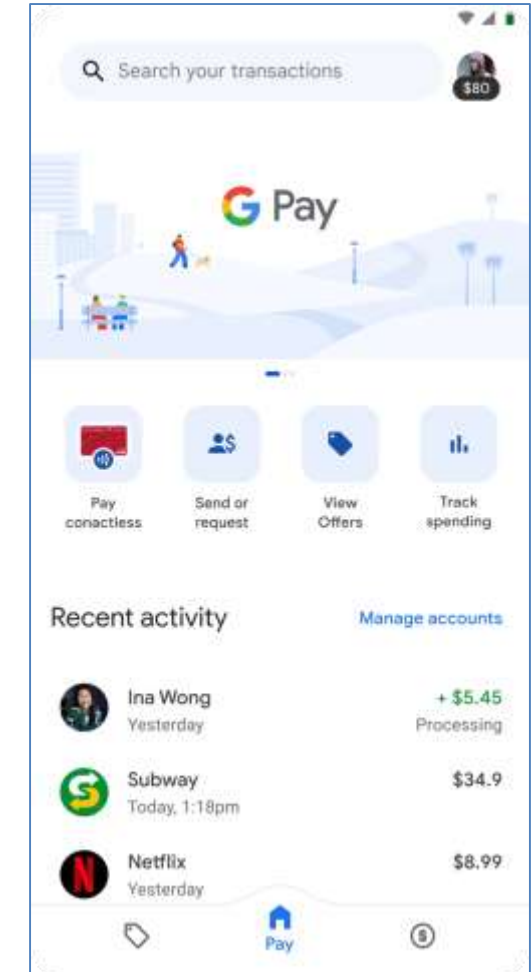 Search your transactions
$80
G Pay
Pay
conactless
Send or
request
View
Offers
Track
spending
Recent activity
Manage accounts
Ina Wong
+ $5.45
Yesterday
Processing
Subway
$34.9
Today, 1:18pm
Netflix
$8.99
Yesterday
Pay